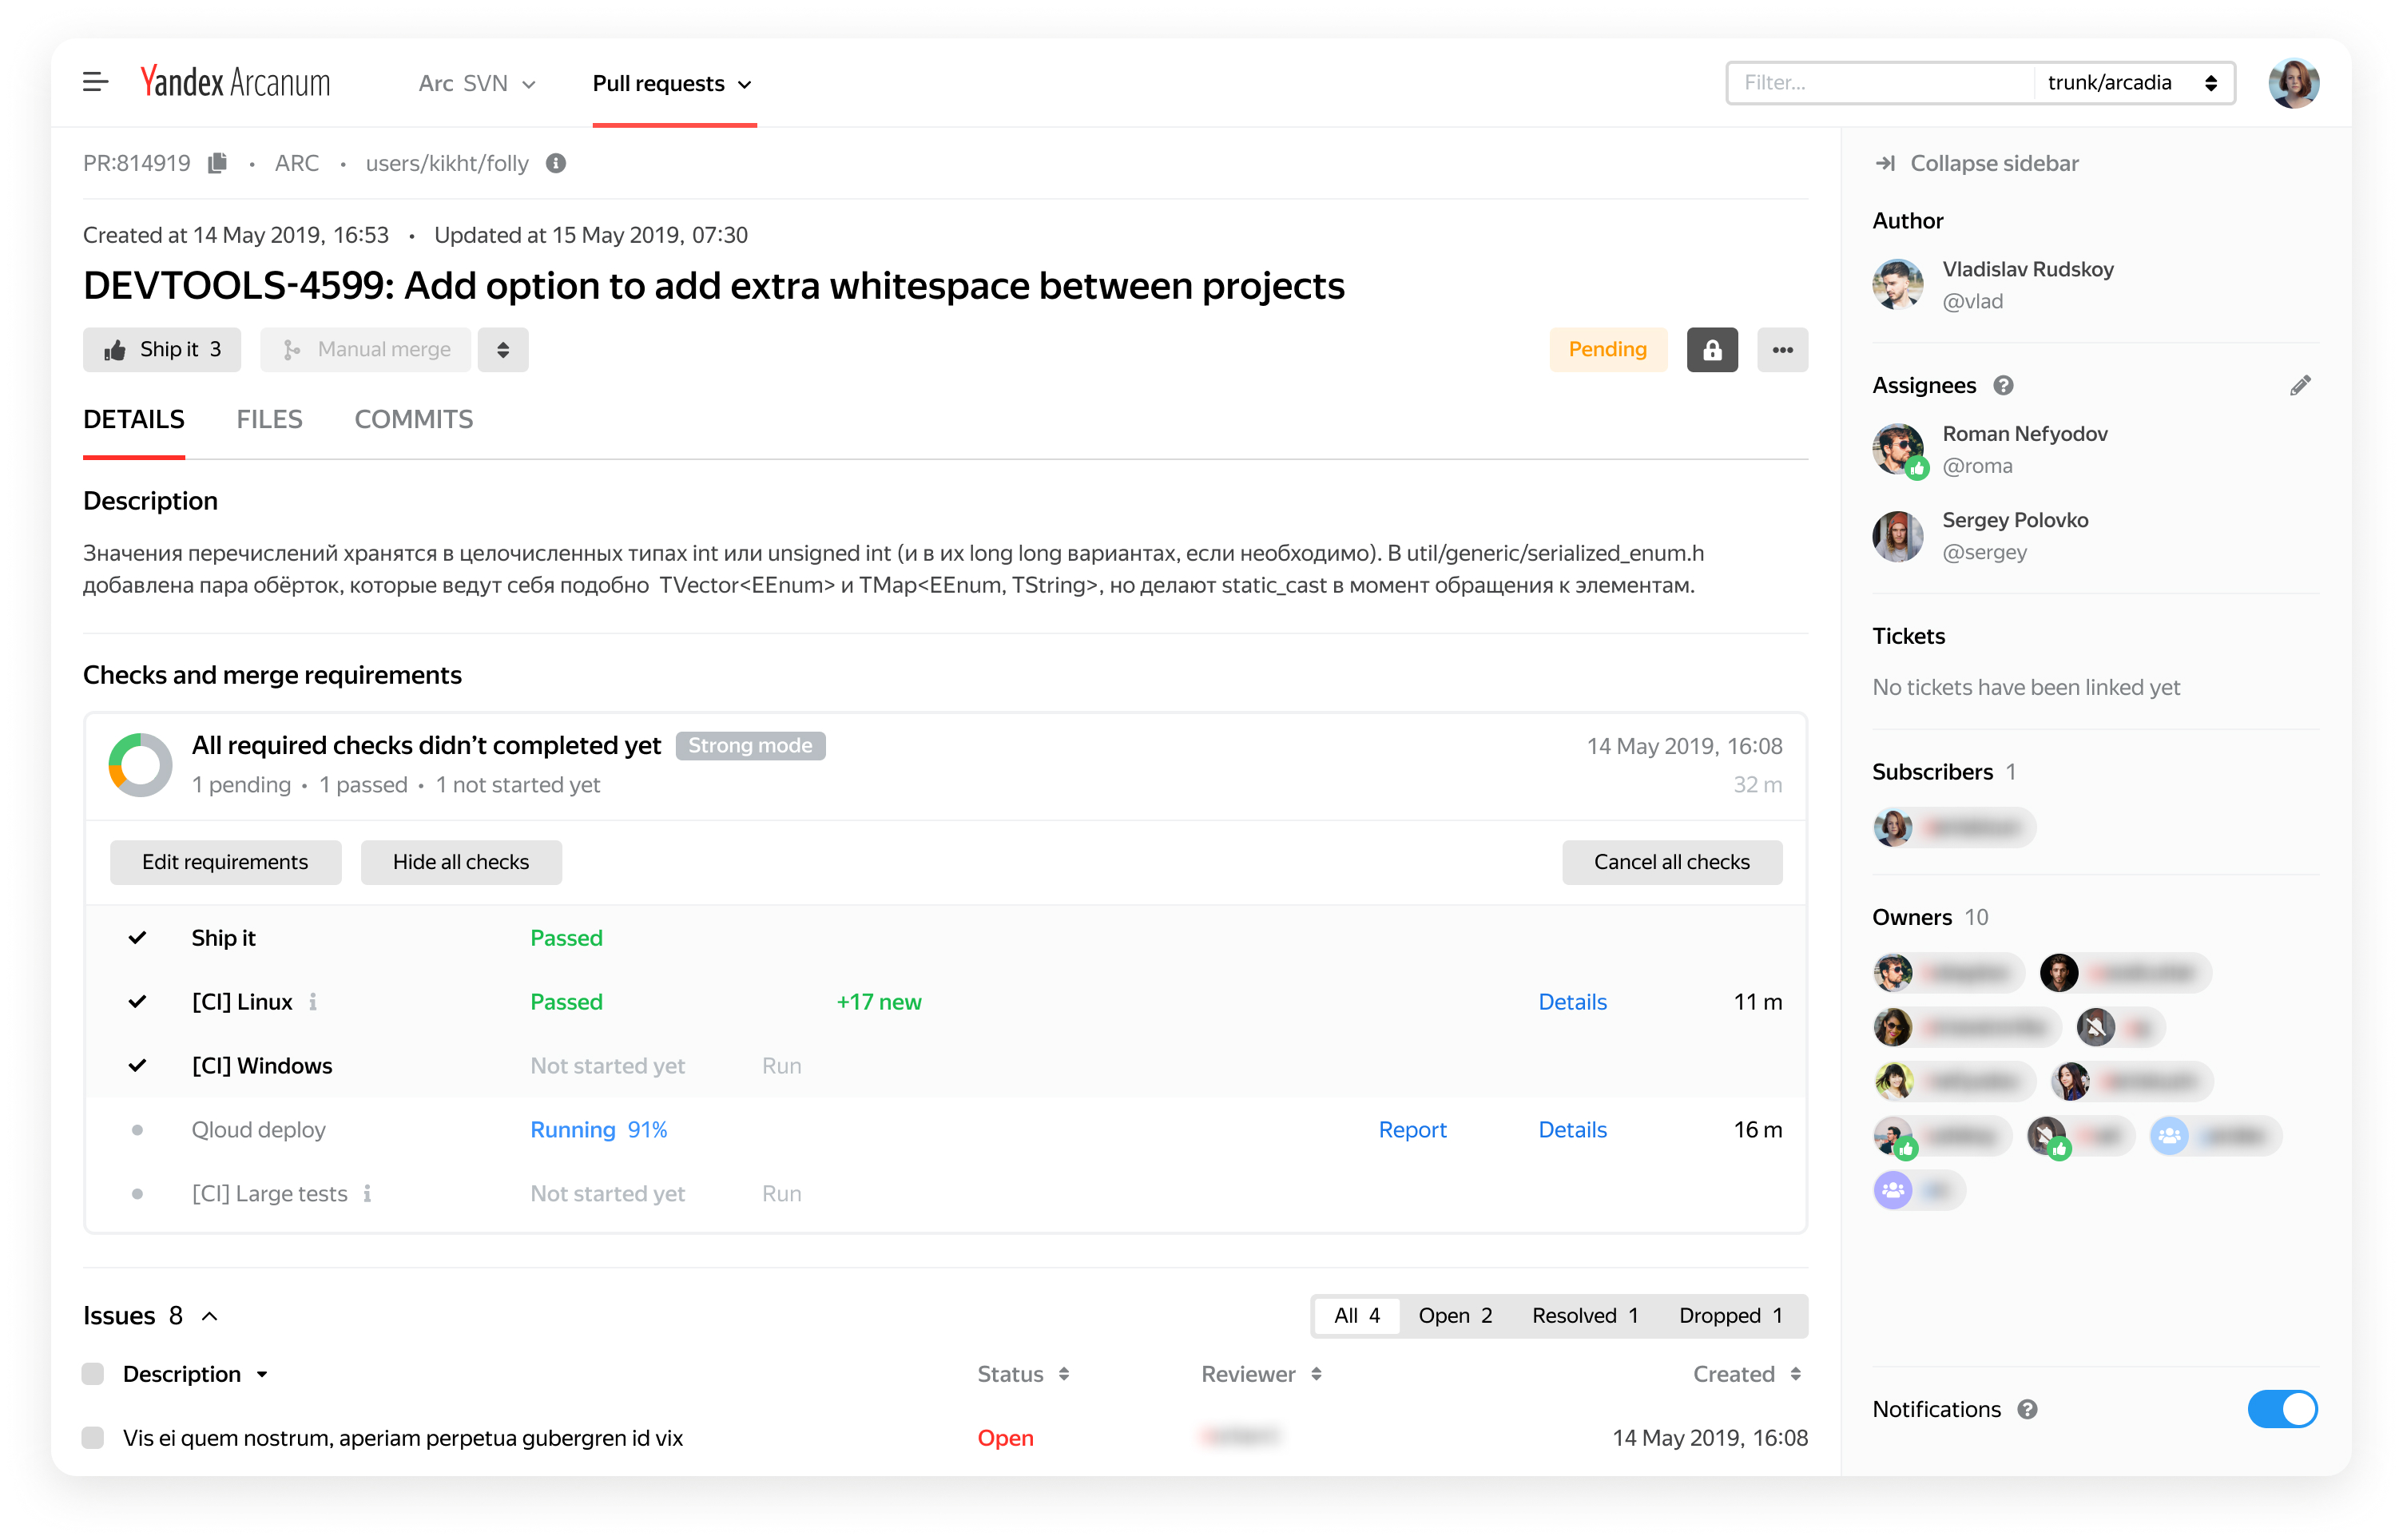 Yandex Arcanum
Arc SVN
Pull requests
Filter...
trunk/arcadia
PR:814919 • ARC • users/kikht/folly
Created at 14 May 2019, 16:53 • Updated at 15 May 2019, 07:30
DEVTOOLS-4599: Add option to add extra whitespace between projects
Ship it 3
Manual merge
Pending
DETAILS
FILES
COMMITS
Description
Значения перечислений хранятся в целочисленных типах int или unsigned int (и в их long long вариантах, если необходимо). В util/generic/serialized_enum.h
добавлена пара обёрток, которые ведут себя подобно TVector<EEnum> и TMap<EEnum, TString>, но делают static_cast в момент обращения к элементам.
Checks and merge requirements
All required checks didn't completed yet
Strong mode
14 May 2019, 16:08
1 pending • 1 passed • 1 not started yet
32 m
Edit requirements
Hide all checks
Cancel all checks
Ship it Passed
[CI] Linux Passed +17 new Details 11 m
[CI] Windows Not started yet Run
Qloud deploy Running 91% Report Details 16 m
[CI] Large tests Not started yet Run
Issues 8
All 4
Open 2
Resolved 1
Dropped 1
Description Status Reviewer Created
Vis ei quem nostrum, aperiam perpetua gubergren id vix Open 14 May 2019, 16:08
Collapse sidebar
Author
Vladislav Rudskoy
@vlad
Assignees
Roman Nefyodov
@roma
Sergey Polovko
@sergey
Tickets
No tickets have been linked yet
Subscribers 1
Owners 10
Notifications